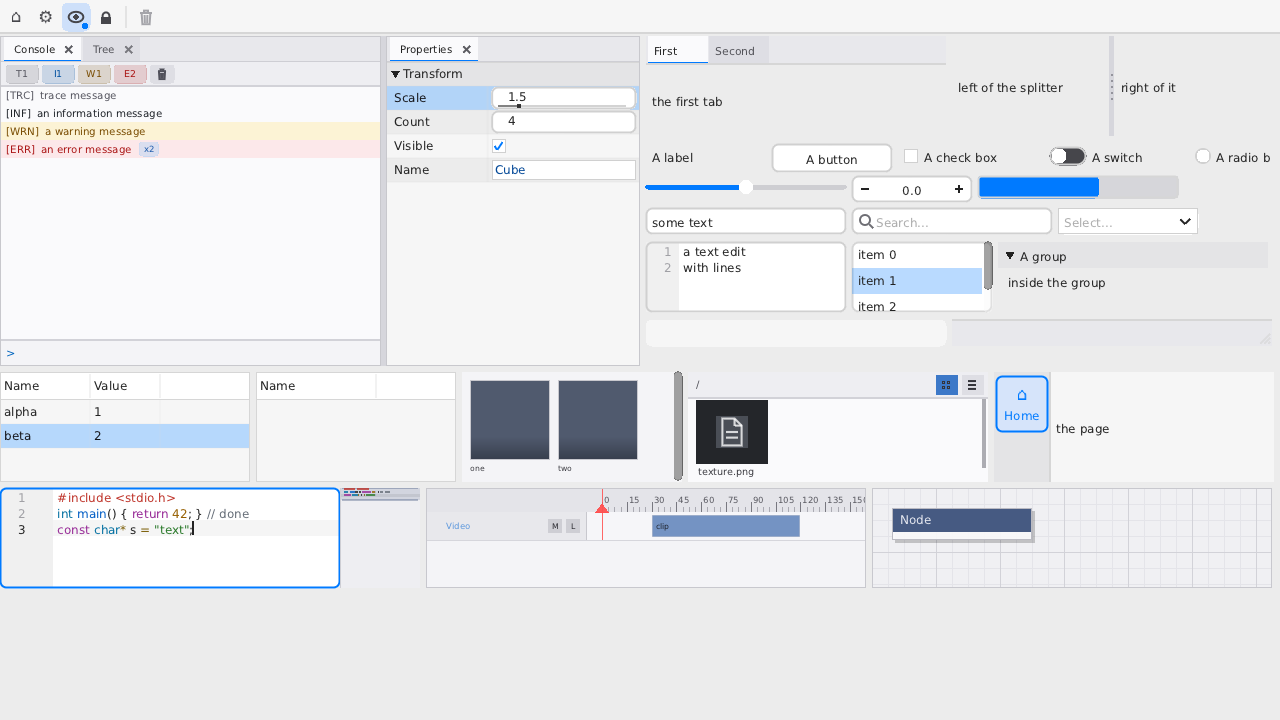 Console
Tree
T1 I1 W1 E2
[TRC] trace message
[INF] an information message
[WRN] a warning message
[ERR] an error message x2
>
Properties
Transform
Scale 1.5
Count 4
Visible
Name Cube
First Second
the first tab
left of the splitter
right of it
A label
A button
A check box
A switch
A radio b
0.0
some text
Search...
Select...
1 a text edit
2 with lines
item 0
item 1
item 2
A group
inside the group
Name Value
alpha 1
beta 2
Name
one
two
/
texture.png
Home
the page
1 #include <stdio.h>
2 int main() { return 42; } // done
3 const char* s = "text";
0 15 30 45 60 75 90 105 120 135
Video M L
clip
Node